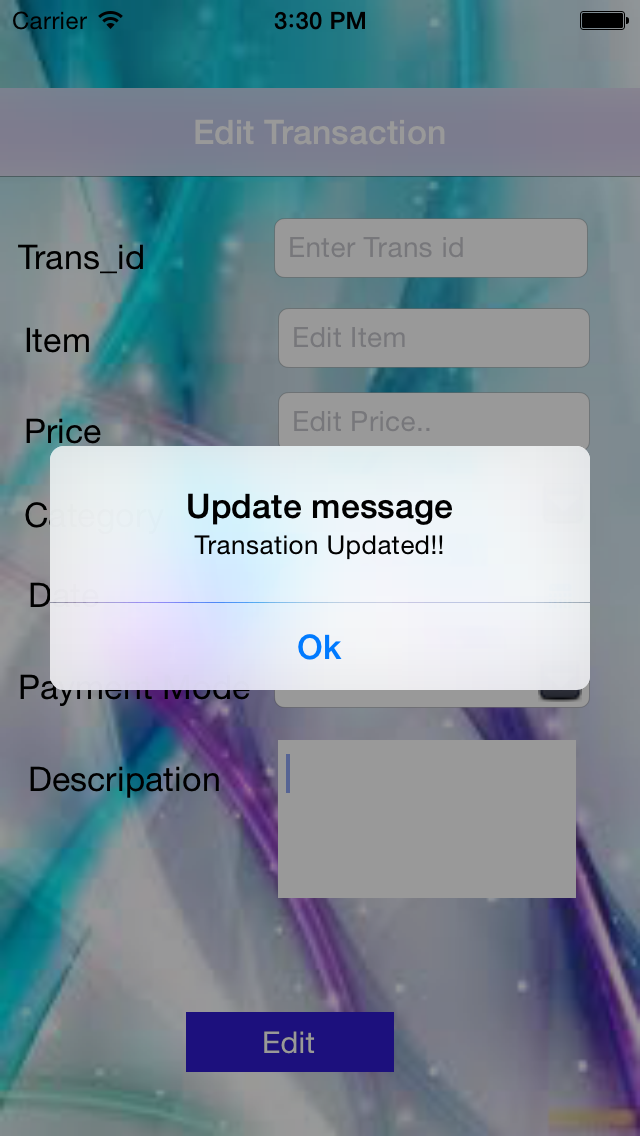 Carrier 3:30 PM
Edit Transaction
Trans_id Enter Trans id
Item Edit Item
Price Edit Price..
Category
Update message
Transation Updated!!
Date
Ok
Payment Mode
Descripation
Edit